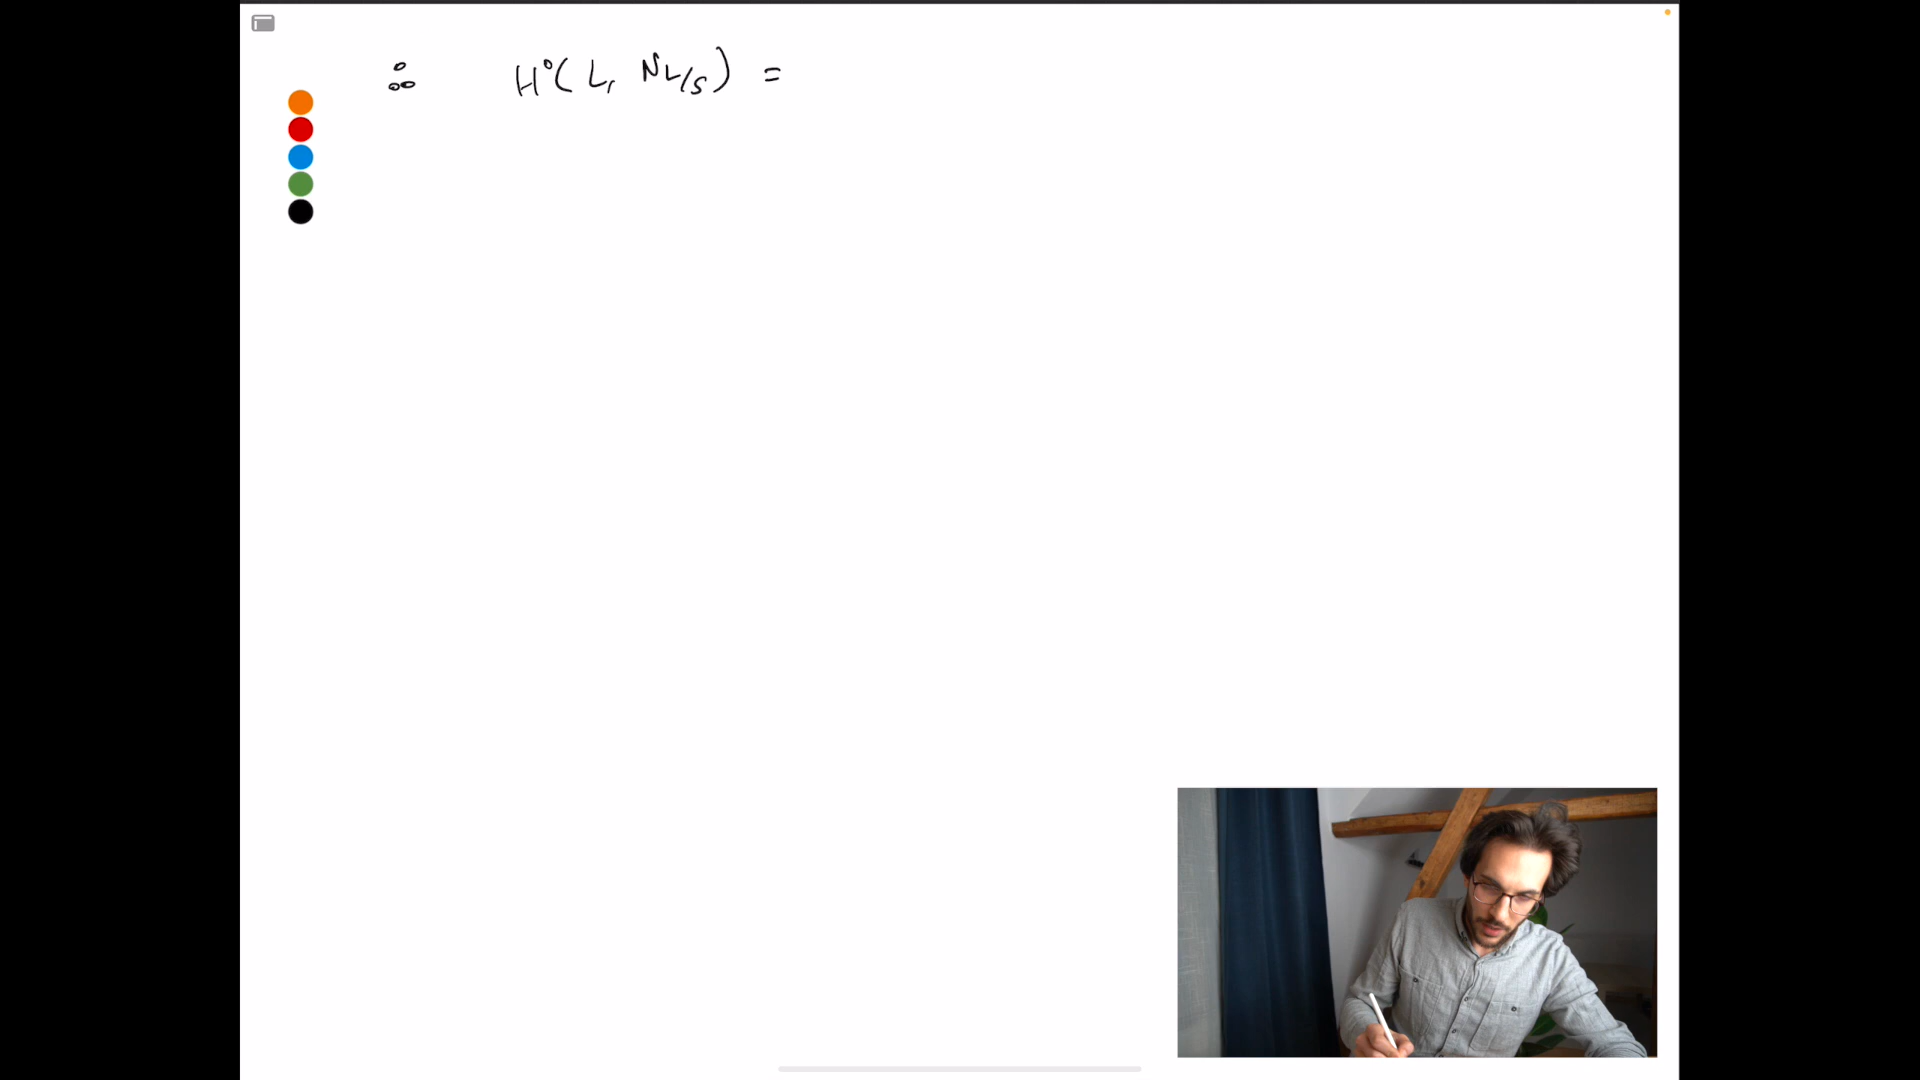 ∴ H⁰(L, N_{L/S}) =